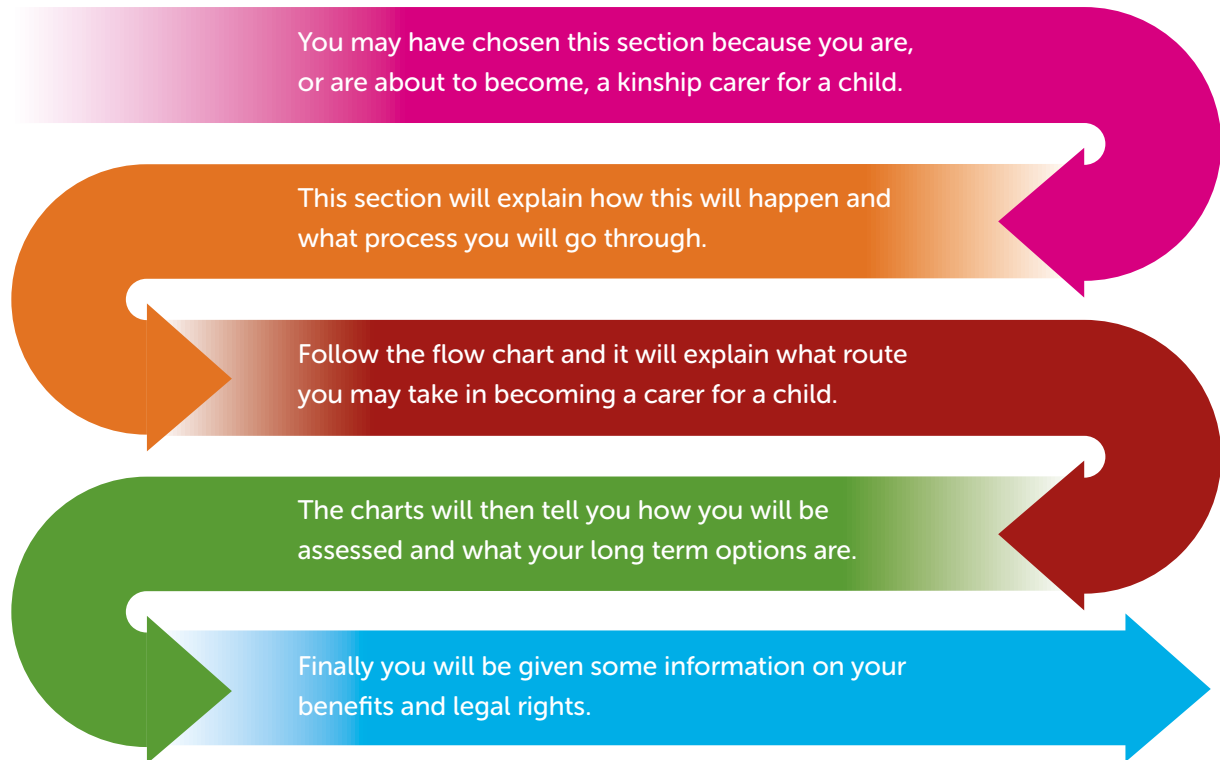 You may have chosen this section because you are,
or are about to become, a kinship carer for a child.
This section will explain how this will happen and
what process you will go through.
Follow the flow chart and it will explain what route
you may take in becoming a carer for a child.
The charts will then tell you how you will be
assessed and what your long term options are.
Finally you will be given some information on your
benefits and legal rights.